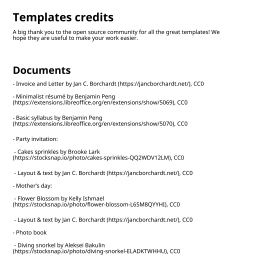 Templates credits
A big thank you to the open source community for all the great templates! We
hope they are useful to make your work easier.
Documents
- Invoice and Letter by Jan C. Borchardt (https://jancborchardt.net/), CC0
- Minimalist résumé by Benjamin Peng
(https://extensions.libreoffice.org/en/extensions/show/5069), CC0
- Basic syllabus by Benjamin Peng
(https://extensions.libreoffice.org/en/extensions/show/5070), CC0
- Party invitation:
- Cakes sprinkles by Brooke Lark
(https://stocksnap.io/photo/cakes-sprinkles-QQ2WDV12LM), CC0
- Layout & text by Jan C. Borchardt (https://jancborchardt.net/), CC0
- Mother's day:
- Flower Blossom by Kelly Ishmael
(https://stocksnap.io/photo/flower-blossom-L65M8QYYHI), CC0
- Layout & text by Jan C. Borchardt (https://jancborchardt.net/), CC0
- Photo book
- Diving snorkel by Aleksei Bakulin
(https://stocksnap.io/photo/diving-snorkel-ELADKTWHHU), CC0